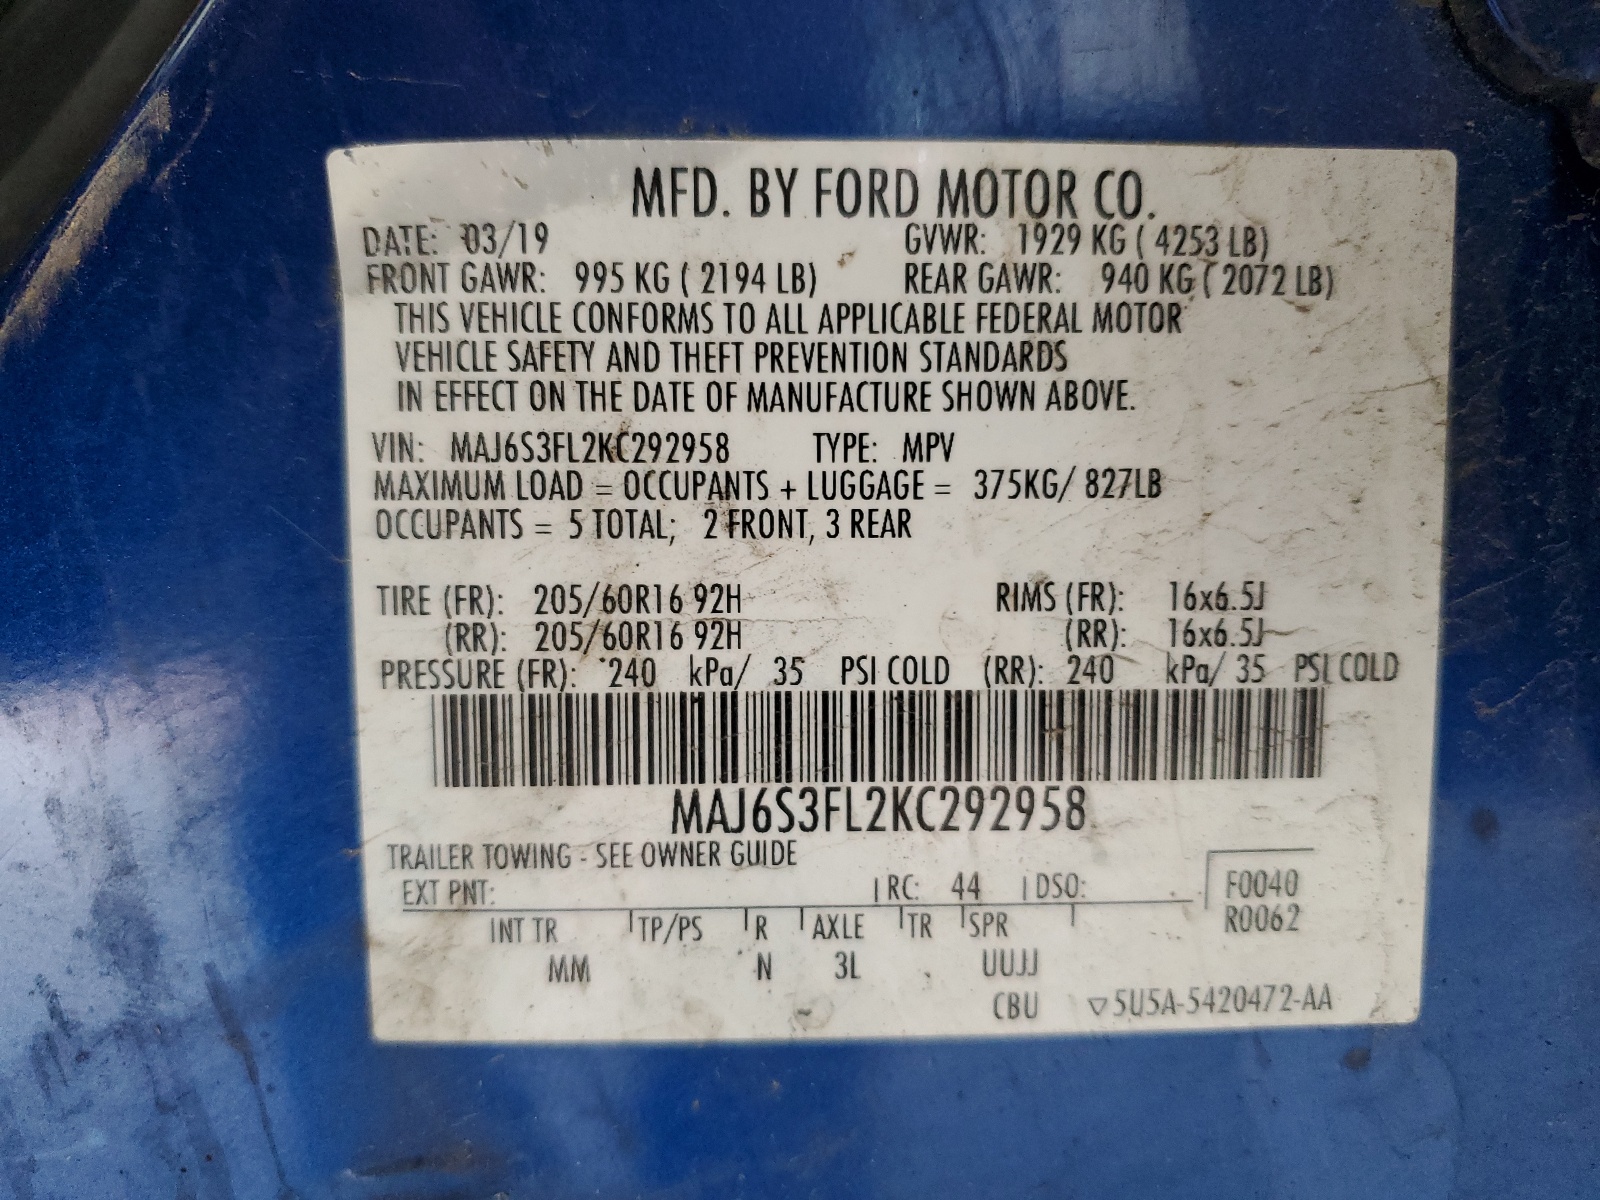 MFD. BY FORD MOTOR CO.
DATE: 03/19 GVWR: 1929 KG ( 4253 LB)
FRONT GAWR: 995 KG ( 2194 LB) REAR GAWR: 940 KG ( 2072 LB)
THIS VEHICLE CONFORMS TO ALL APPLICABLE FEDERAL MOTOR
VEHICLE SAFETY AND THEFT PREVENTION STANDARDS
IN EFFECT ON THE DATE OF MANUFACTURE SHOWN ABOVE.
VIN: MAJ6S3FL2KC292958 TYPE: MPV
MAXIMUM LOAD = OCCUPANTS + LUGGAGE = 375KG/ 827LB
OCCUPANTS = 5 TOTAL; 2 FRONT, 3 REAR
TIRE (FR): 205/60R16 92H RIMS (FR): 16x6.5J
(RR): 205/60R16 92H (RR): 16x6.5J
PRESSURE (FR): 240 kPa/ 35 PSI COLD (RR): 240 kPa/ 35 PSI COLD
MAJ6S3FL2KC292958
TRAILER TOWING - SEE OWNER GUIDE
EXT PNT: RC: 44 DSO: F0040
R0062
INT TR TP/PS R AXLE TR SPR
MM N 3L UUJJ
CBU ▽5U5A-5420472-AA